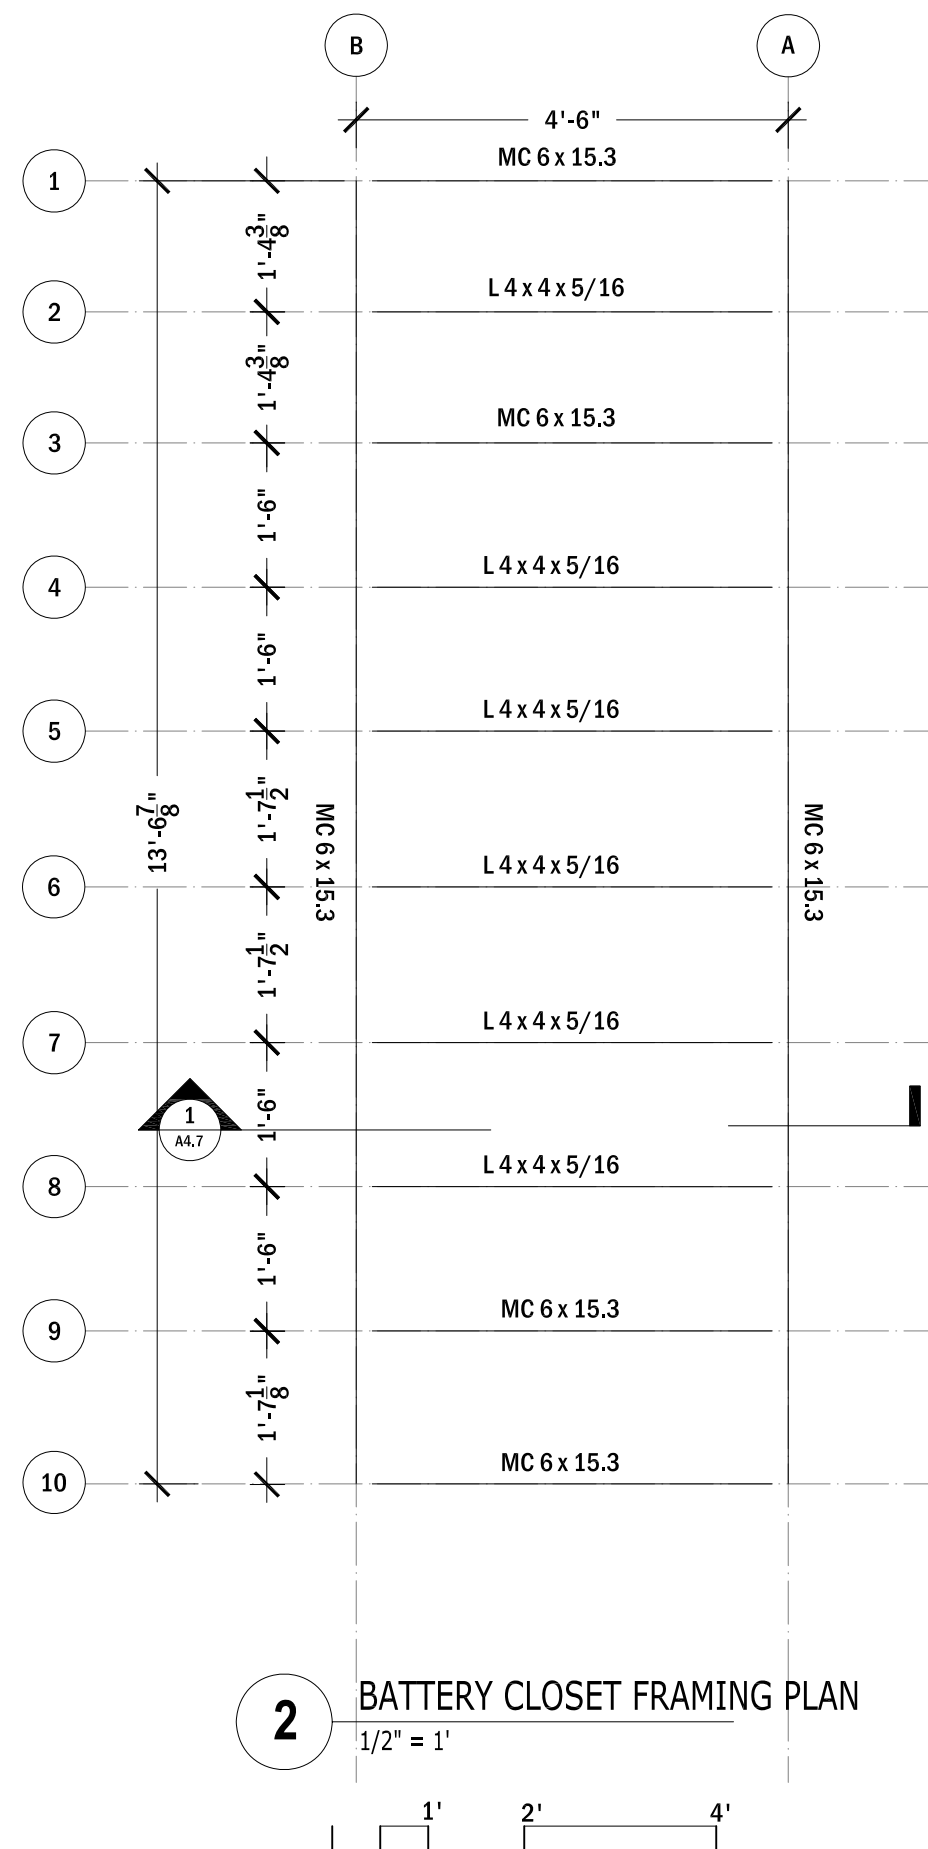 B
A
4'-6"
MC 6 x 15.3
1
1'-4 3/8"
L 4 x 4 x 5/16
2
1'-4 3/8"
MC 6 x 15.3
3
1'-6"
L 4 x 4 x 5/16
4
1'-6"
L 4 x 4 x 5/16
5
13'-6 7/8"
1'-7 1/2"
MC 6 x 15.3
MC 6 x 15.3
L 4 x 4 x 5/16
6
1'-7 1/2"
L 4 x 4 x 5/16
7
1'-6"
1
A4.7
L 4 x 4 x 5/16
8
1'-6"
MC 6 x 15.3
9
1'-7 1/8"
MC 6 x 15.3
10
2
BATTERY CLOSET FRAMING PLAN
1/2" = 1'
1'
2'
4'